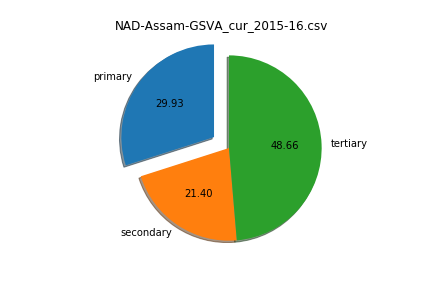 NAD-Assam-GSVA_cur_2015-16.csv
primary
29.93
48.66
tertiary
21.40
secondary